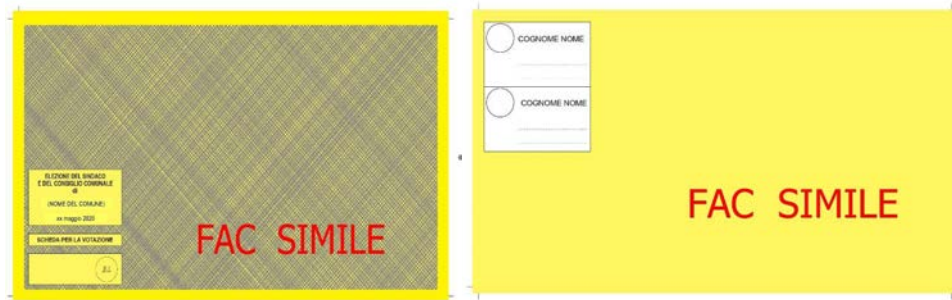 ELEZIONE DEL SINDACO
E DEL CONSIGLIO COMUNALE
di
(NOME DEL COMUNE)
xx maggio 2020
SCHEDA PER LA VOTAZIONE
FAC SIMILE
COGNOME NOME
COGNOME NOME
FAC SIMILE